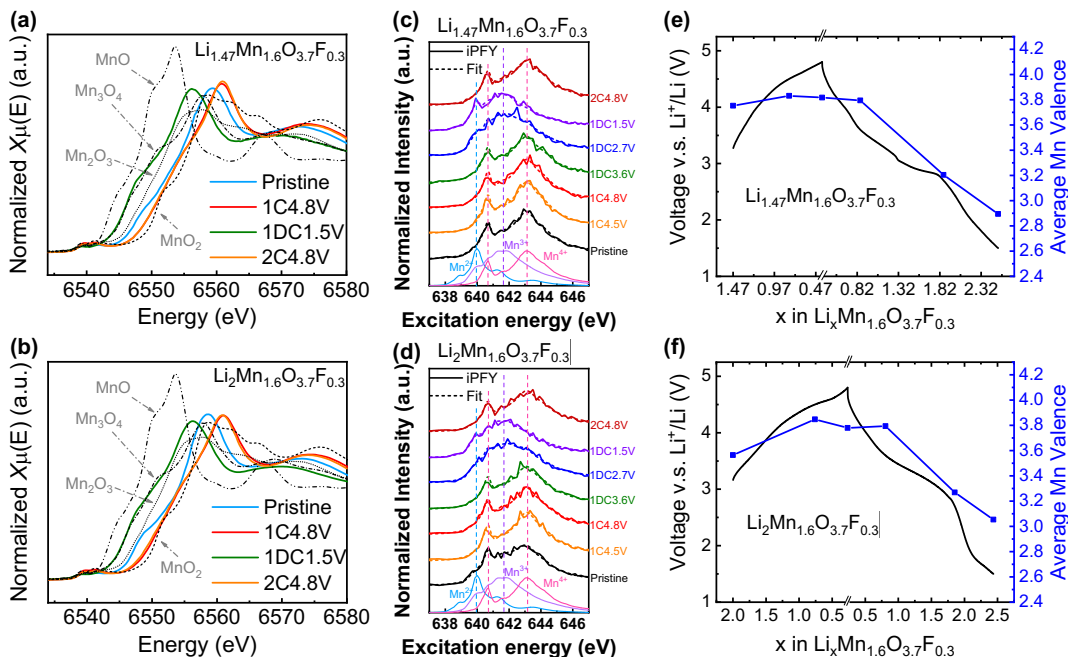 (a)
Li1.47Mn1.6O3.7F0.3
MnO
Mn3O4
Mn2O3
MnO2
Pristine
1C4.8V
1DC1.5V
2C4.8V
Normalized Xμ(E) (a.u.)
6540 6550 6560 6570 6580
Energy (eV)
(b)
Li2Mn1.6O3.7F0.3
MnO
Mn3O4
Mn2O3
MnO2
Pristine
1C4.8V
1DC1.5V
2C4.8V
Normalized Xμ(E) (a.u.)
6540 6550 6560 6570 6580
Energy (eV)
(c)
Li1.47Mn1.6O3.7F0.3
iPFY
Fit
2C4.8V
1DC1.5V
1DC2.7V
1DC3.6V
1C4.8V
1C4.5V
Pristine
Mn2+
Mn3+
Mn4+
Normalized Intensity (a.u.)
638 640 642 644 646
Excitation energy (eV)
(d)
Li2Mn1.6O3.7F0.3
iPFY
Fit
2C4.8V
1DC1.5V
1DC2.7V
1DC3.6V
1C4.8V
1C4.5V
Pristine
Mn2+
Mn3+
Mn4+
Normalized Intensity (a.u.)
638 640 642 644 646
Excitation energy (eV)
(e)
5
4
3
2
1
Voltage v.s. Li+/Li (V)
Li1.47Mn1.6O3.7F0.3
4.2
4.0
3.8
3.6
3.4
3.2
3.0
2.8
2.6
2.4
Average Mn Valence
1.47 0.97 0.47 0.82 1.32 1.82 2.32
x in LixMn1.6O3.7F0.3
(f)
5
4
3
2
1
Voltage v.s. Li+/Li (V)
Li2Mn1.6O3.7F0.3
4.2
4.0
3.8
3.6
3.4
3.2
3.0
2.8
2.6
2.4
Average Mn Valence
2.0 1.5 1.0 0.5 0.5 1.0 1.5 2.0 2.5
x in LixMn1.6O3.7F0.3